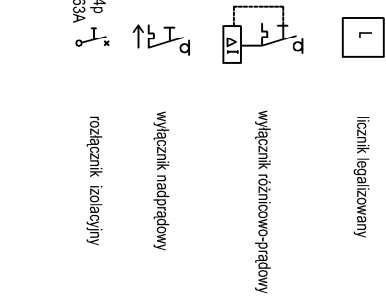 L
licznik legalizowany
ΔI
wyłącznik różnicowo-prądowy
wyłącznik nadprądowy
4p
63A
rozłącznik izolacyjny